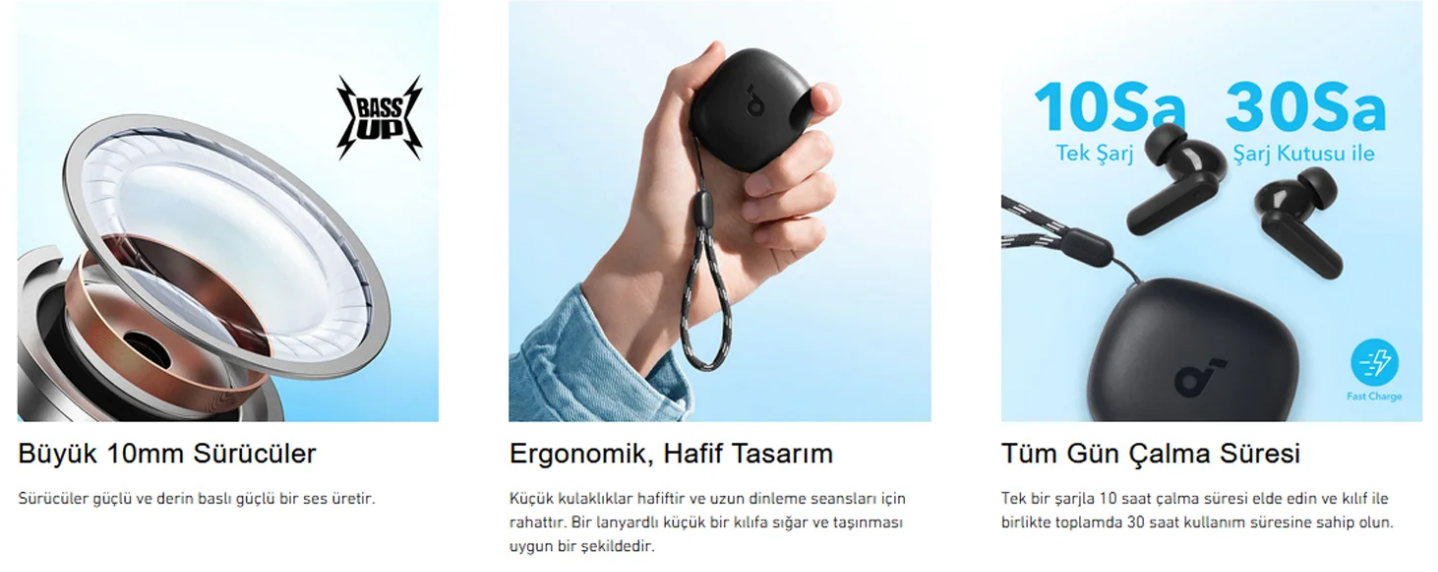 BASS
UP
Büyük 10mm Sürücüler
Sürücüler güçlü ve derin baslı güçlü bir ses üretir.
Ergonomik, Hafif Tasarım
Küçük kulaklıklar hafiftir ve uzun dinleme seansları için
rahattır. Bir lanyardlı küçük bir kılıfa sığar ve taşınması
uygun bir şekildedir.
10Sa 30Sa
Tek Şarj Şarj Kutusu ile
Fast Charge
Tüm Gün Çalma Süresi
Tek bir şarjla 10 saat çalma süresi elde edin ve kılıf ile
birlikte toplamda 30 saat kullanım süresine sahip olun.